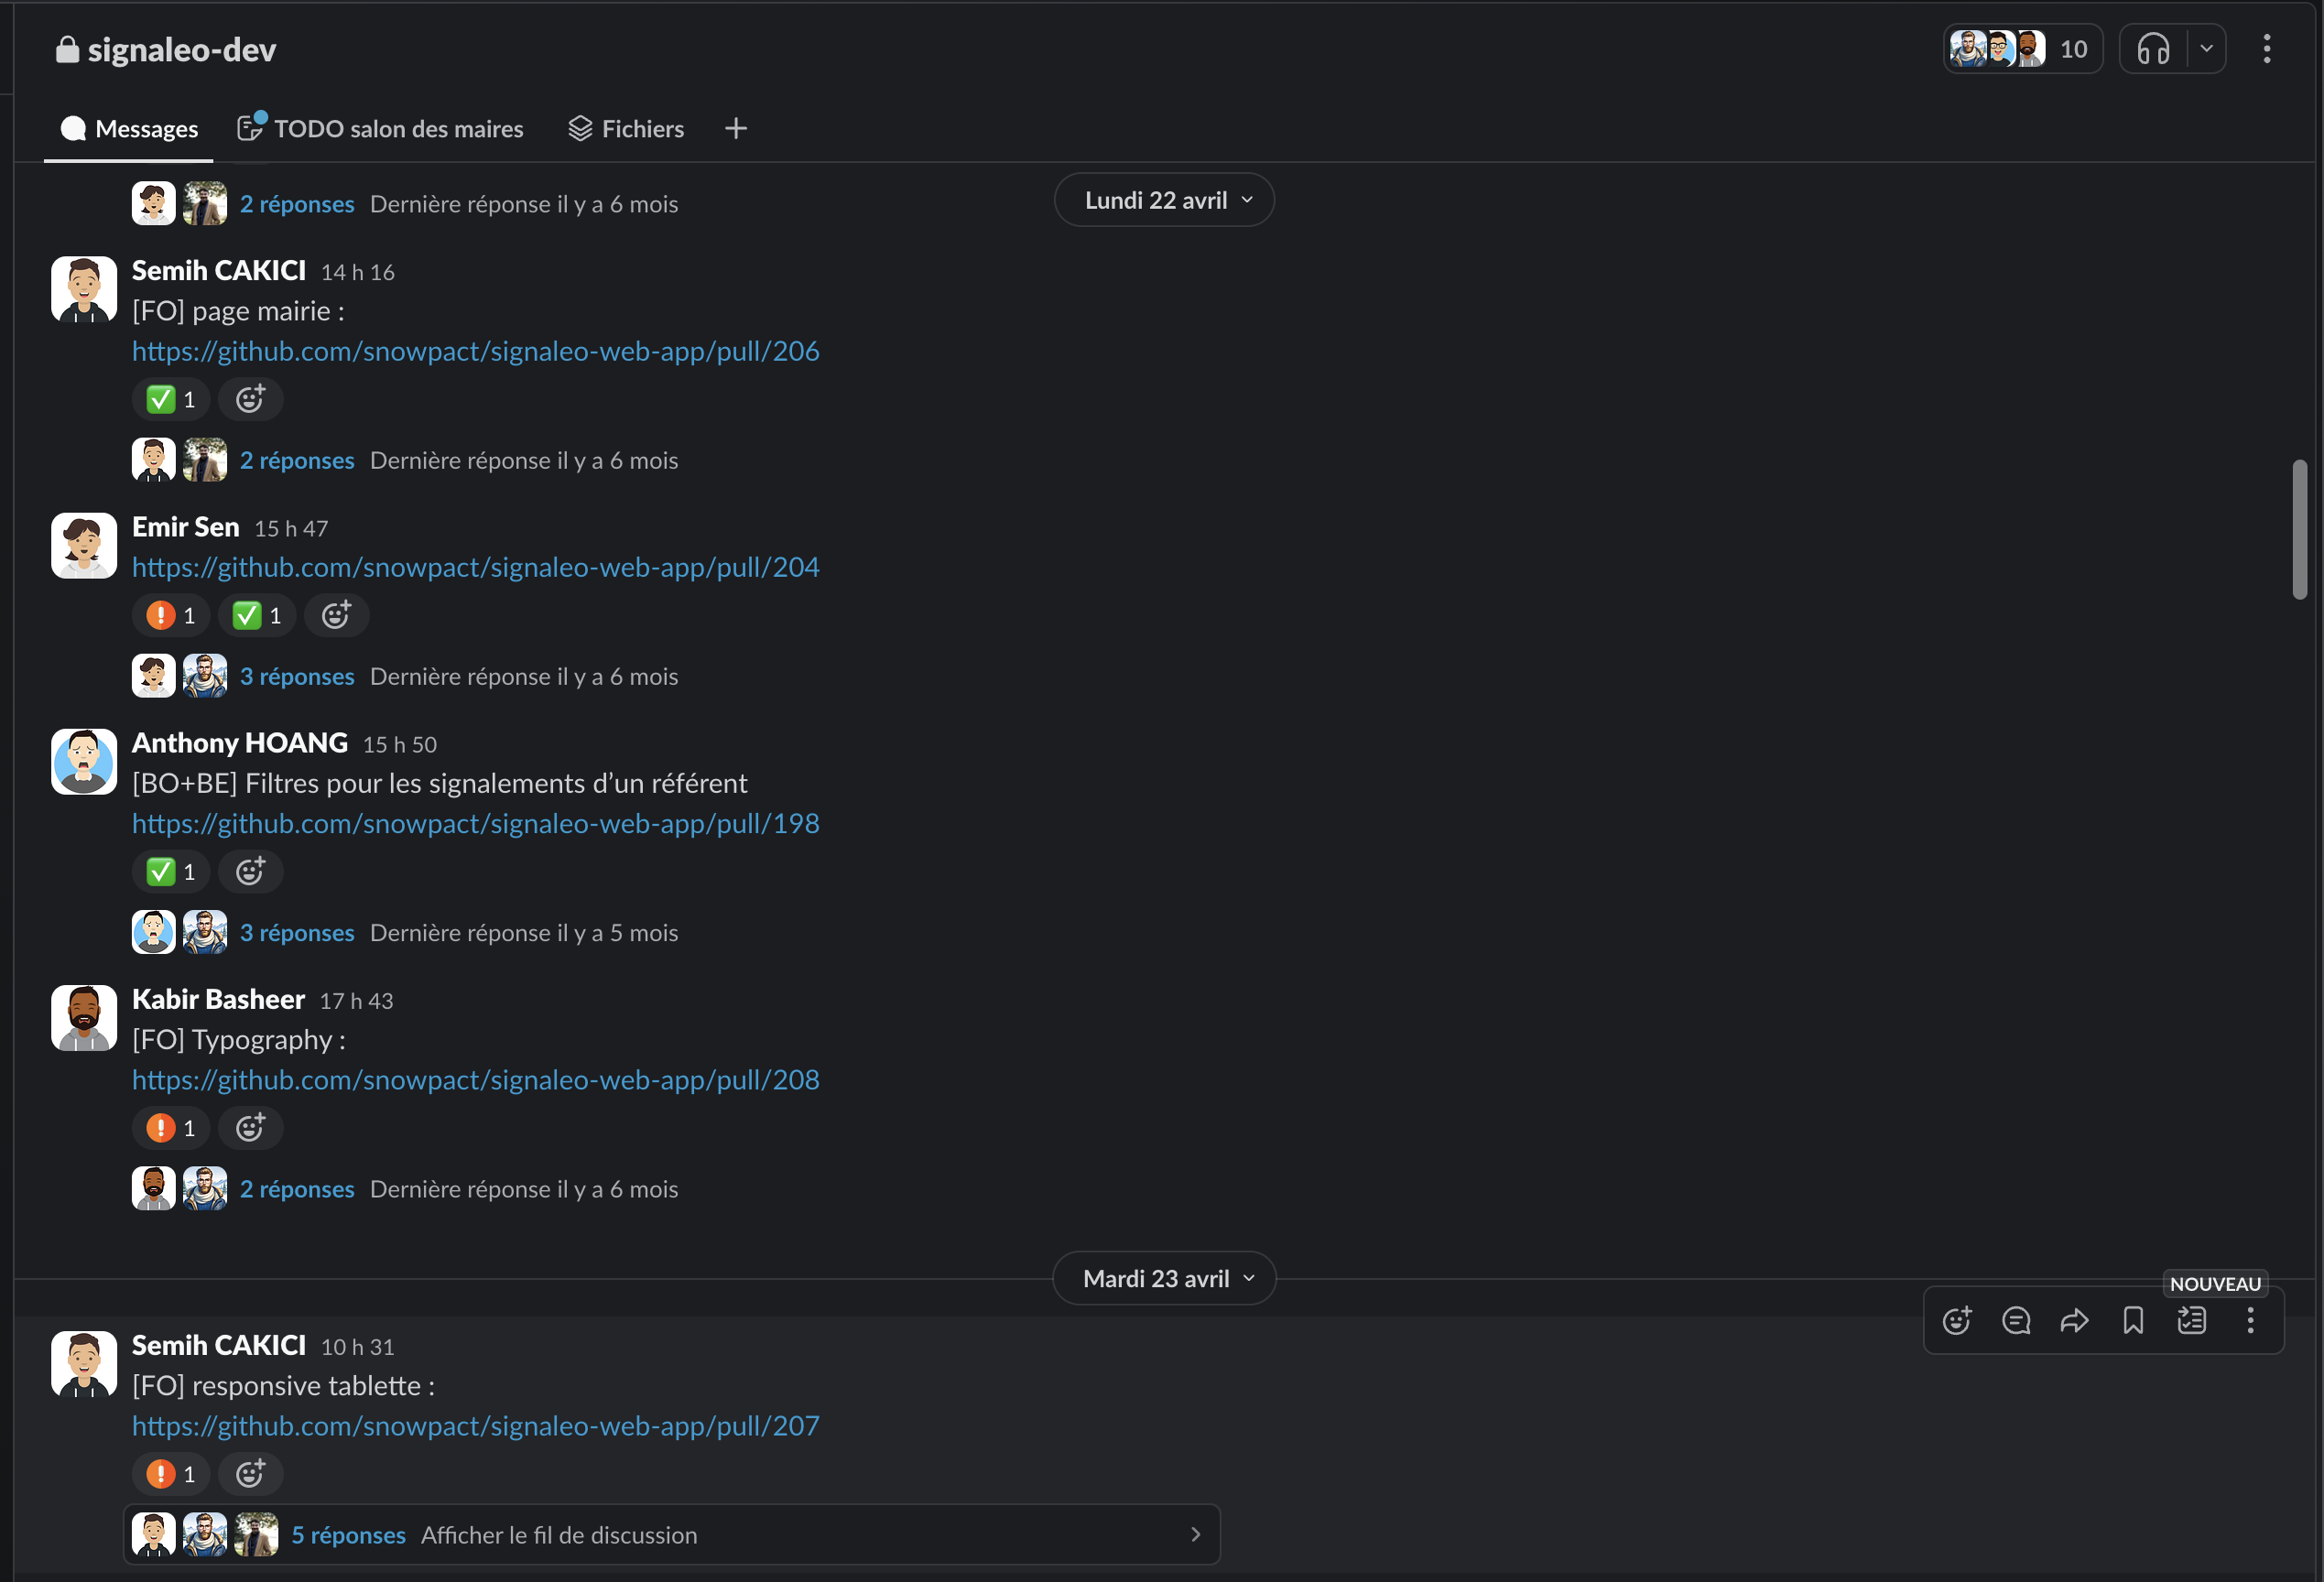 signaleo-dev
10
Messages
TODO salon des maires
Fichiers
2 réponses Dernière réponse il y a 6 mois
Lundi 22 avril
Semih CAKICI 14 h 16
[FO] page mairie :
https://github.com/snowpact/signaleo-web-app/pull/206
1
2 réponses Dernière réponse il y a 6 mois
Emir Sen 15 h 47
https://github.com/snowpact/signaleo-web-app/pull/204
1 1
3 réponses Dernière réponse il y a 6 mois
Anthony HOANG 15 h 50
[BO+BE] Filtres pour les signalements d’un référent
https://github.com/snowpact/signaleo-web-app/pull/198
1
3 réponses Dernière réponse il y a 5 mois
Kabir Basheer 17 h 43
[FO] Typography :
https://github.com/snowpact/signaleo-web-app/pull/208
1
2 réponses Dernière réponse il y a 6 mois
Mardi 23 avril
NOUVEAU
Semih CAKICI 10 h 31
[FO] responsive tablette :
https://github.com/snowpact/signaleo-web-app/pull/207
1
5 réponses Afficher le fil de discussion